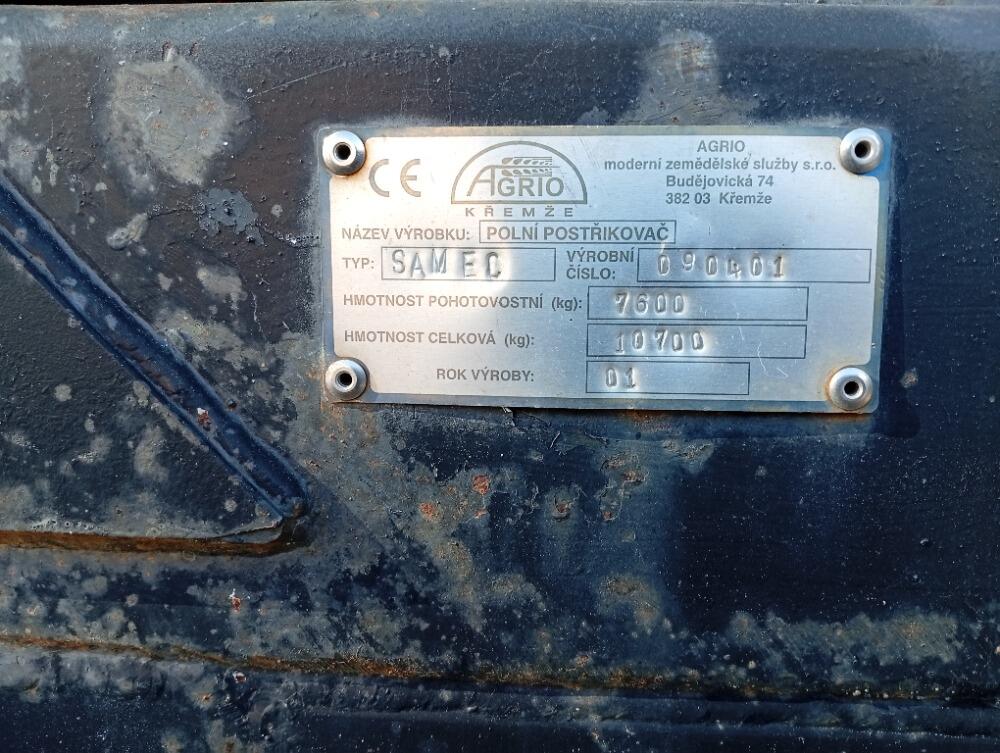 CE
AGRIO
KŘEMŽE
AGRIO
moderní zemědělské služby s.r.o.
Budějovická 74
382 03 Křemže
NÁZEV VÝROBKU: POLNÍ POSTŘIKOVAČ
TYP: SAMEC VÝROBNÍ ČÍSLO: 090401
HMOTNOST POHOTOVOSTNÍ (kg): 7600
HMOTNOST CELKOVÁ (kg): 10700
ROK VÝROBY: 01